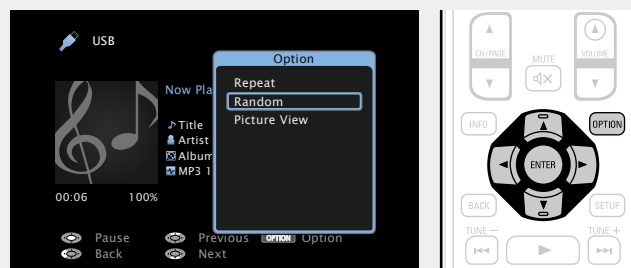 USB
Option
Repeat
Random
Picture View
Now Pla
Title
Artist
Album
MP3 1
00:06 100%
Pause Previous OPTION Option
Back Next
CH/PAGE MUTE VOLUME
INFO OPTION
ENTER
BACK SETUP
TUNE − TUNE +